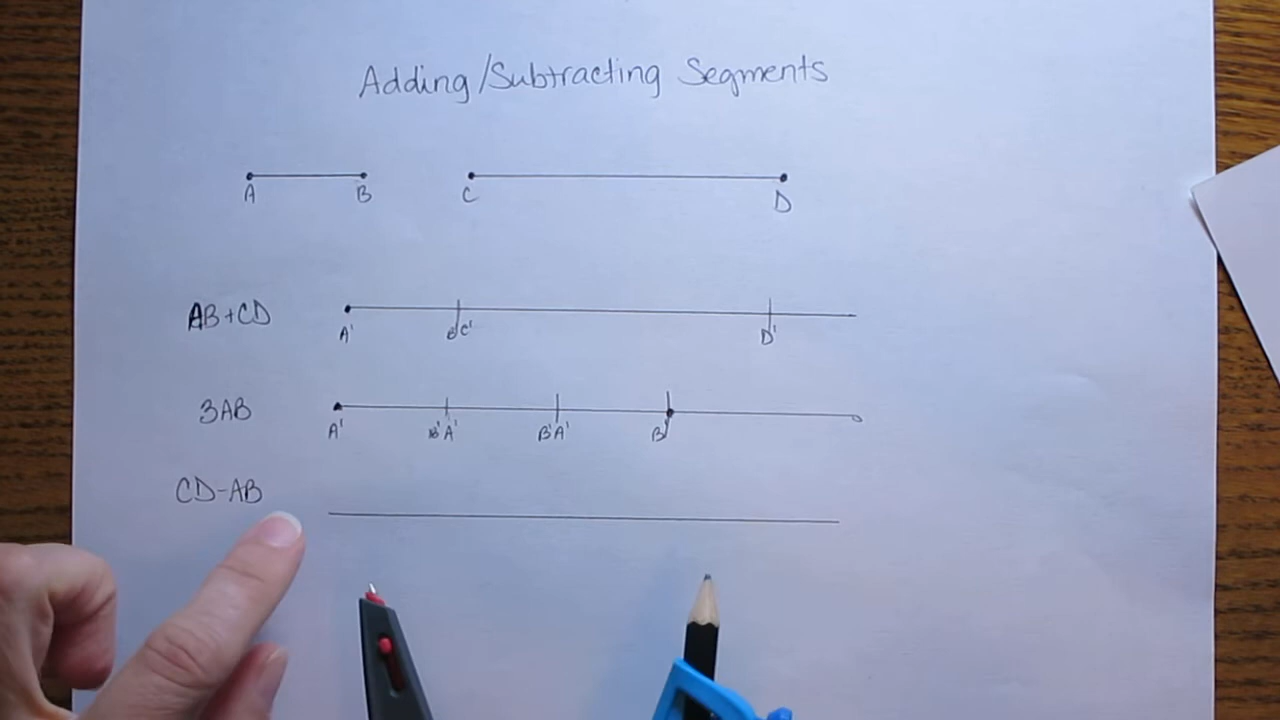 Adding/Subtracting Segments
A B C D
AB+CD
A' B'C' D'
3AB
A' B'A' B'A' B'
CD-AB